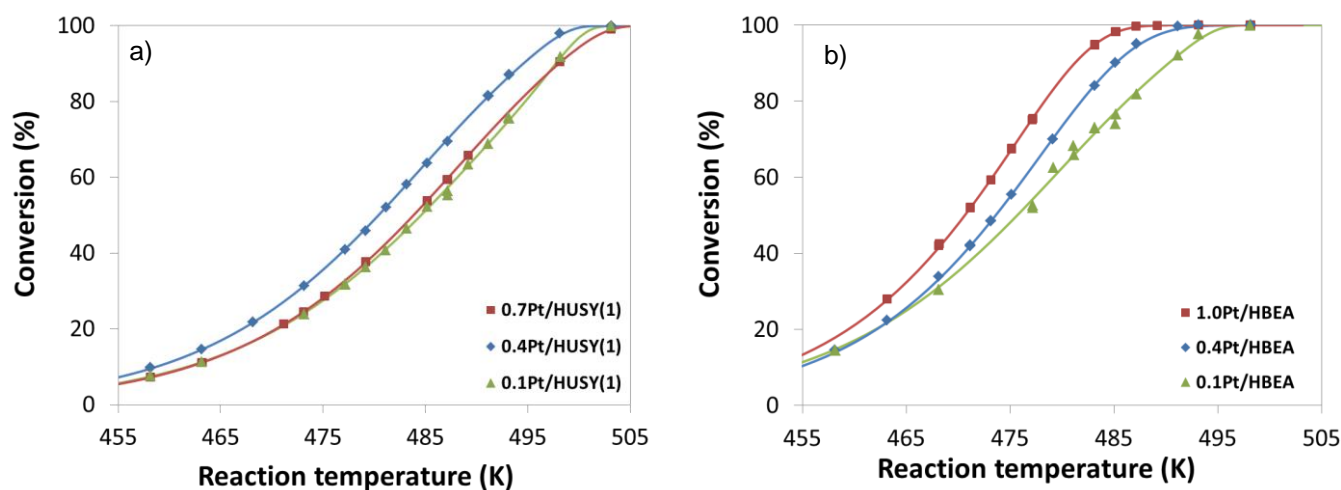 a)
Conversion (%)
100
80
60
40
20
0
455 465 475 485 495 505
Reaction temperature (K)
0.7Pt/HUSY(1)
0.4Pt/HUSY(1)
0.1Pt/HUSY(1)
b)
Conversion (%)
100
80
60
40
20
0
455 465 475 485 495 505
Reaction temperature (K)
1.0Pt/HBEA
0.4Pt/HBEA
0.1Pt/HBEA